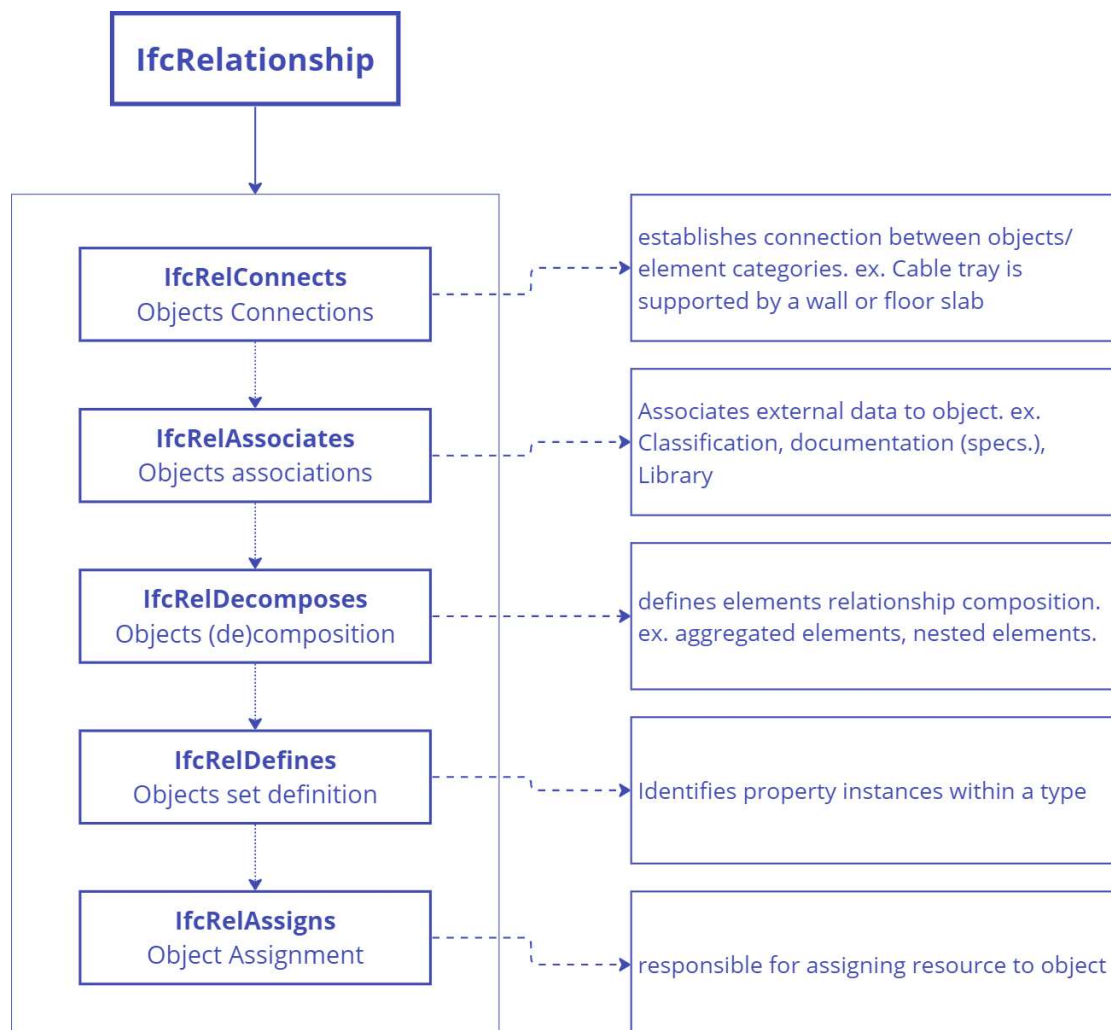 IfcRelationship
IfcRelConnects
Objects Connections
establishes connection between objects/
element categories. ex. Cable tray is
supported by a wall or floor slab
IfcRelAssociates
Objects associations
Associates external data to object. ex.
Classification, documentation (specs.),
Library
IfcRelDecomposes
Objects (de)composition
defines elements relationship composition.
ex. aggregated elements, nested elements.
IfcRelDefines
Objects set definition
Identifies property instances within a type
IfcRelAssigns
Object Assignment
responsible for assigning resource to object